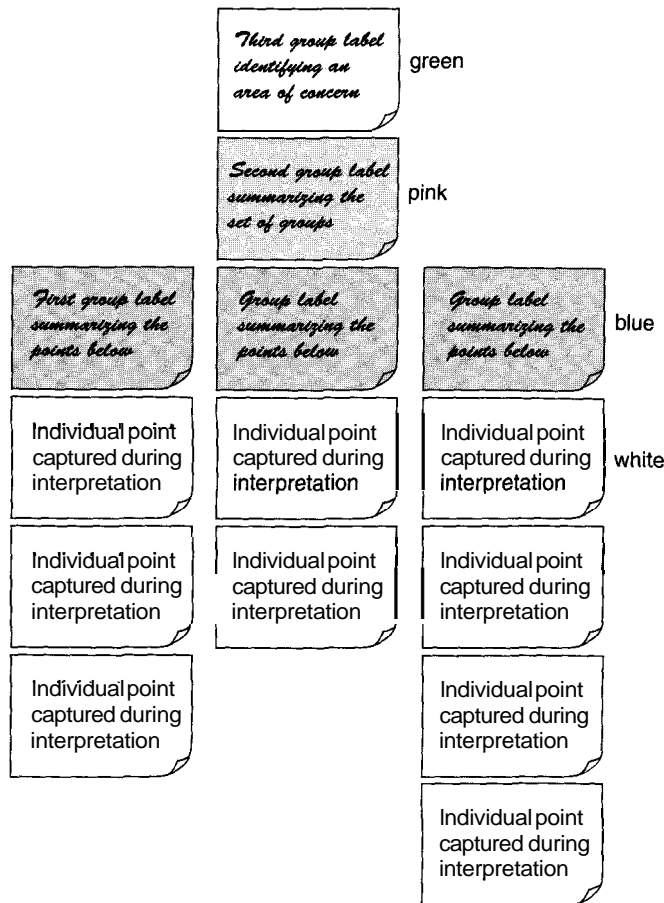 Third group label
identifying an
area of concern
green
Second group label
summarizing the
set of groups
pink
First group label
summarizing the
points below
Group label
summarizing the
points below
Group label
summarizing the
points below
blue
Individual point
captured during
interpretation
Individual point
captured during
interpretation
Individual point
captured during
interpretation
white
Individual point
captured during
interpretation
Individual point
captured during
interpretation
Individual point
captured during
interpretation
Individual point
captured during
interpretation
Individual point
captured during
interpretation
Individual point
captured during
interpretation